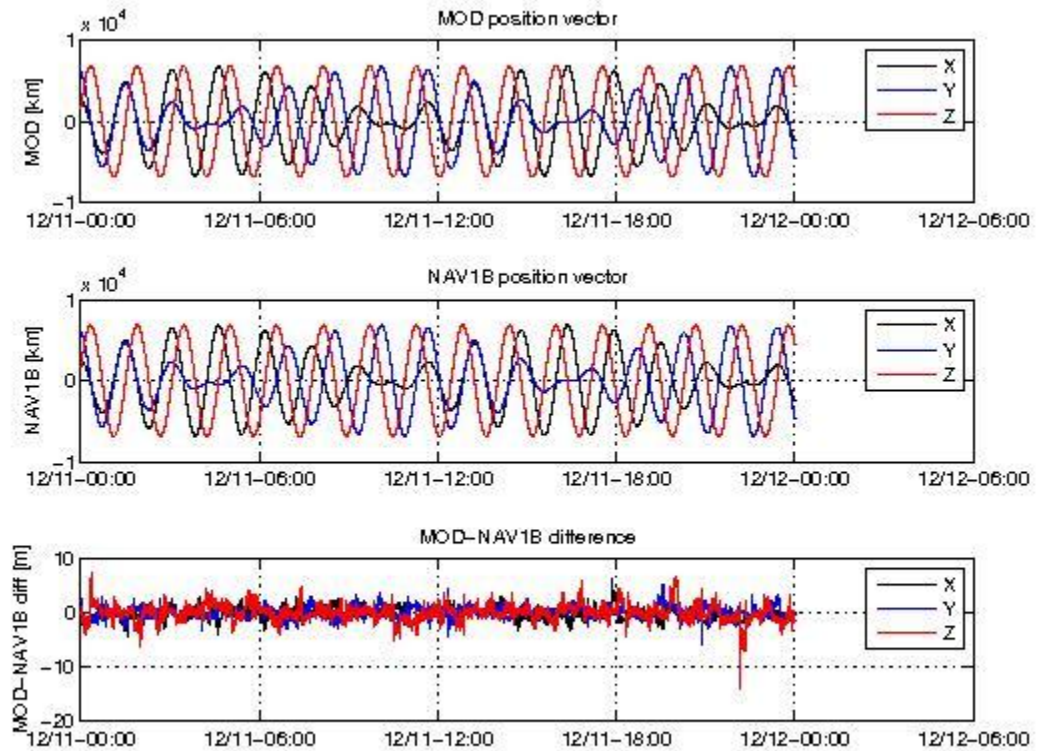 MOD position vector
x 10^4
1
0
−1
MOD [km]
X
Y
Z
12/11−00:00 12/11−06:00 12/11−12:00 12/11−18:00 12/12−00:00 12/12−06:00
NAV1B position vector
x 10^4
1
0
−1
NAV1B [km]
X
Y
Z
12/11−00:00 12/11−06:00 12/11−12:00 12/11−18:00 12/12−00:00 12/12−06:00
MOD−NAV1B difference
10
0
−10
−20
MOD−NAV1B diff [m]
X
Y
Z
12/11−00:00 12/11−06:00 12/11−12:00 12/11−18:00 12/12−00:00 12/12−06:00